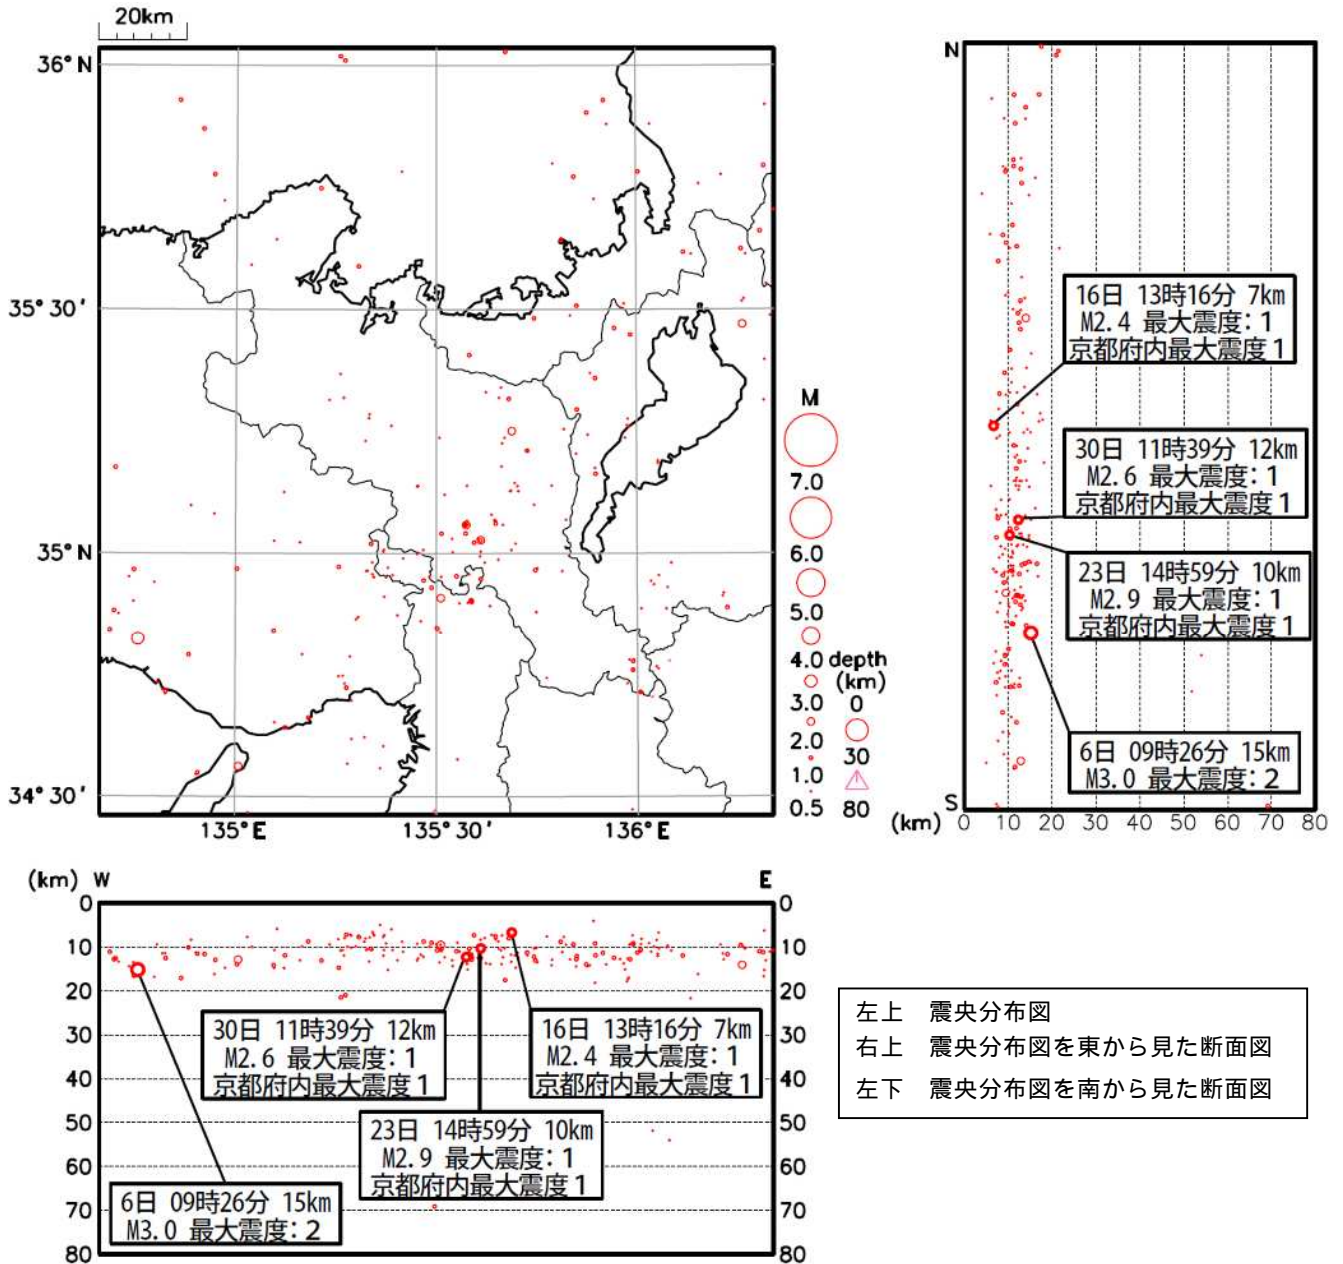 20km
36°N
35°30′
35°N
34°30′
135°E
135°30′
136°E
M
7.0
6.0
5.0
4.0
3.0
2.0
1.0
0.5
depth
(km)
0
30
80
N
S
16日 13時16分 7km
M2.4 最大震度:1
京都府内最大震度1
30日 11時39分 12km
M2.6 最大震度:1
京都府内最大震度1
23日 14時59分 10km
M2.9 最大震度:1
京都府内最大震度1
6日 09時26分 15km
M3.0 最大震度:2
(km) 0 10 20 30 40 50 60 70 80
(km) W E
0 0
10 10
20 20
30 30
40 40
50 50
60 60
70 70
80 80
30日 11時39分 12km
M2.6 最大震度:1
京都府内最大震度1
16日 13時16分 7km
M2.4 最大震度:1
京都府内最大震度1
23日 14時59分 10km
M2.9 最大震度:1
京都府内最大震度1
6日 09時26分 15km
M3.0 最大震度:2
左上 震央分布図
右上 震央分布図を東から見た断面図
左下 震央分布図を南から見た断面図